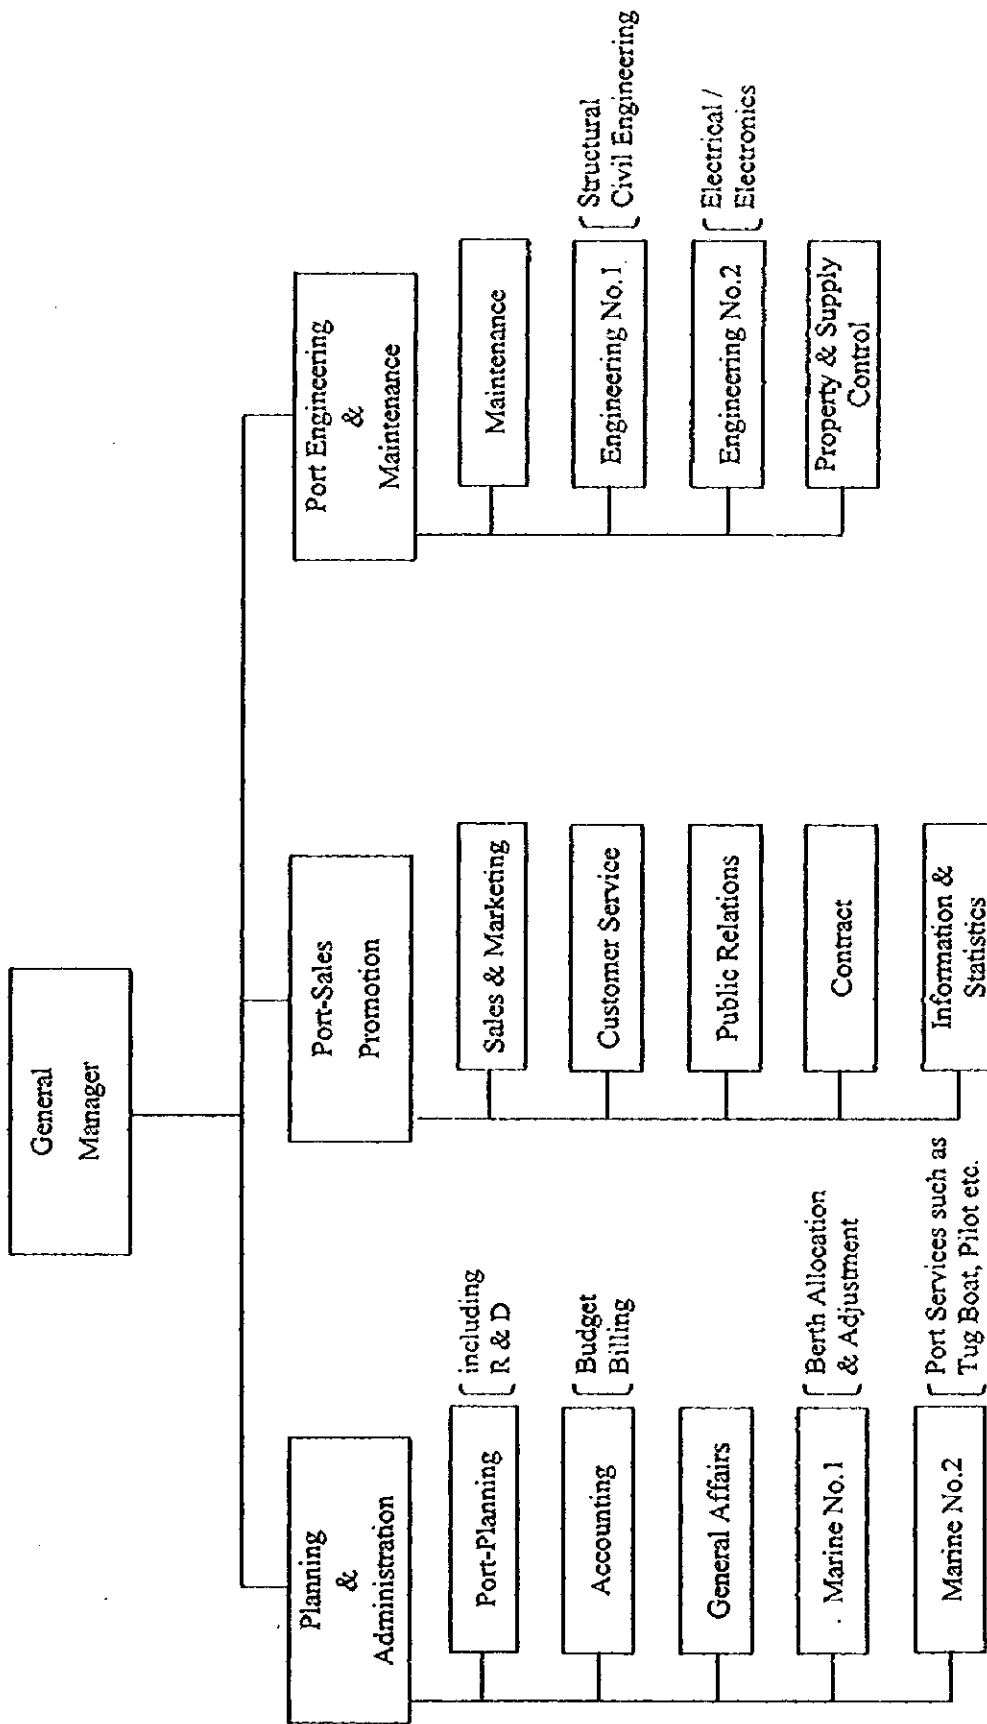 General
Manager
Planning
&
Administration
Port-Planning
including
R & D
Accounting
Budget
Billing
General Affairs
Marine No.1
Berth Allocation
& Adjustment
Marine No.2
Port Services such as
Tug Boat, Pilot etc.
Port-Sales
Promotion
Sales & Marketing
Customer Service
Public Relations
Contract
Information &
Statistics
Port Engineering
&
Maintenance
Maintenance
Engineering No.1
Structural
Civil Engineering
Engineering No.2
Electrical /
Electronics
Property & Supply
Control